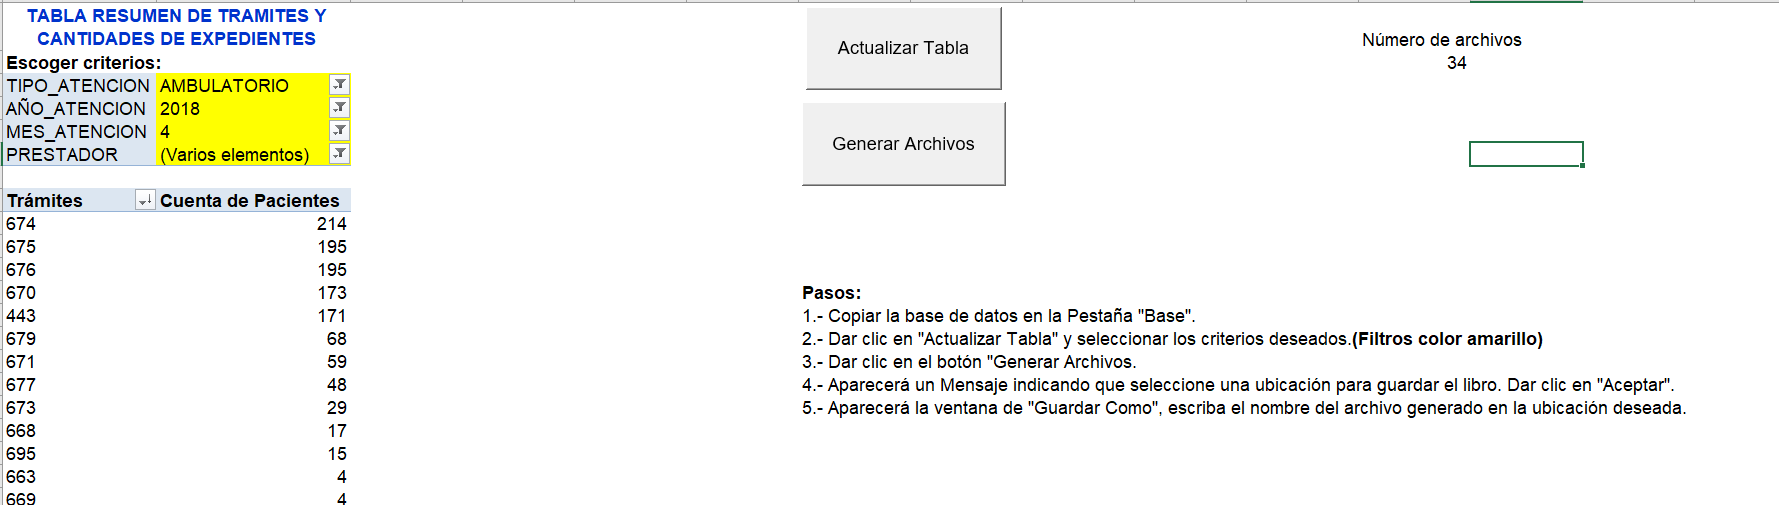 TABLA RESUMEN DE TRAMITES Y
CANTIDADES DE EXPEDIENTES
Escoger criterios:
TIPO_ATENCION AMBULATORIO
AÑO_ATENCION 2018
MES_ATENCION 4
PRESTADOR (Varios elementos)
Trámites Cuenta de Pacientes
674 214
675 195
676 195
670 173
443 171
679 68
671 59
677 48
673 29
668 17
695 15
663 4
669 4
Actualizar Tabla
Generar Archivos
Número de archivos
34
Pasos:
1.- Copiar la base de datos en la Pestaña "Base".
2.- Dar clic en "Actualizar Tabla" y seleccionar los criterios deseados.(Filtros color amarillo)
3.- Dar clic en el botón "Generar Archivos.
4.- Aparecerá un Mensaje indicando que seleccione una ubicación para guardar el libro. Dar clic en "Aceptar".
5.- Aparecerá la ventana de "Guardar Como", escriba el nombre del archivo generado en la ubicación deseada.